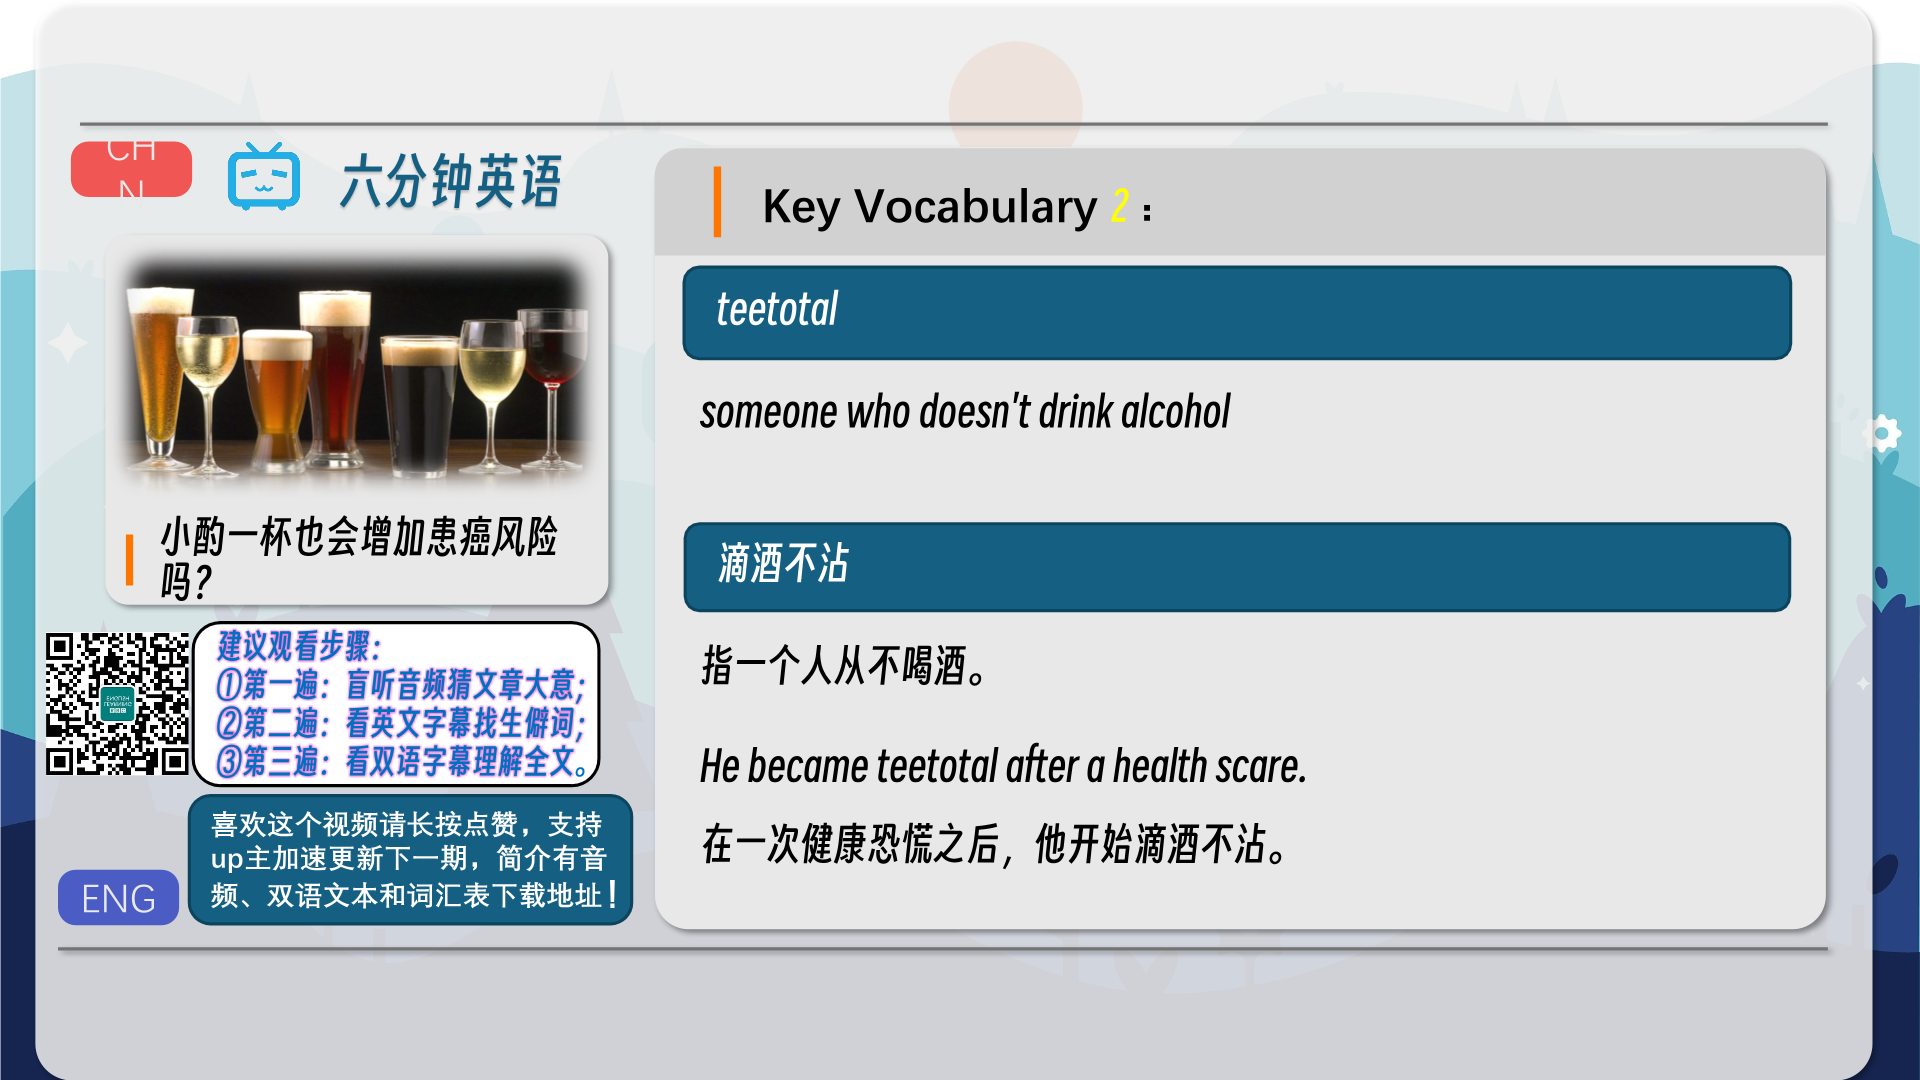 CH
N
六分钟英语
小酌一杯也会增加患癌风险
吗?
建议观看步骤:
①第一遍: 盲听音频猜文章大意;
②第二遍: 看英文字幕找生僻词;
③第三遍: 看双语字幕理解全文。
喜欢这个视频请长按点赞，支持
up主加速更新下一期，简介有音
频、双语文本和词汇表下载地址！
ENG
Key Vocabulary 2：
teetotal
someone who doesn't drink alcohol
滴酒不沾
指一个人从不喝酒。
He became teetotal after a health scare.
在一次健康恐慌之后，他开始滴酒不沾。